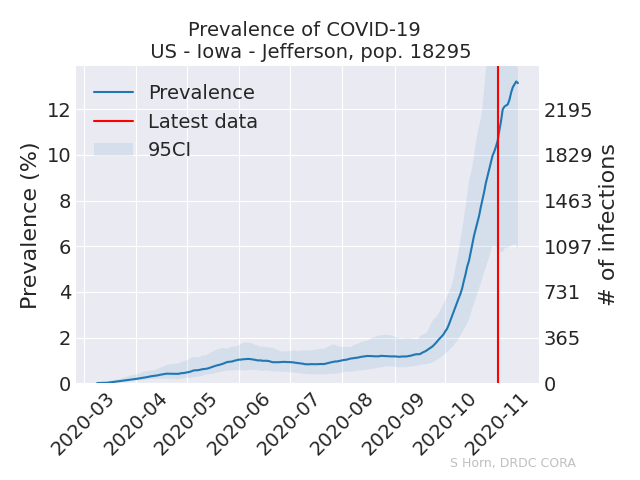 Prevalence of COVID-19
US - Iowa - Jefferson, pop. 18295
Prevalence
Latest data
95CI
Prevalence (%)
12
10
8
6
4
2
0
2195
1829
1463
1097
731
365
0
# of infections
2020-03
2020-04
2020-05
2020-06
2020-07
2020-08
2020-09
2020-10
2020-11
S Horn, DRDC CORA